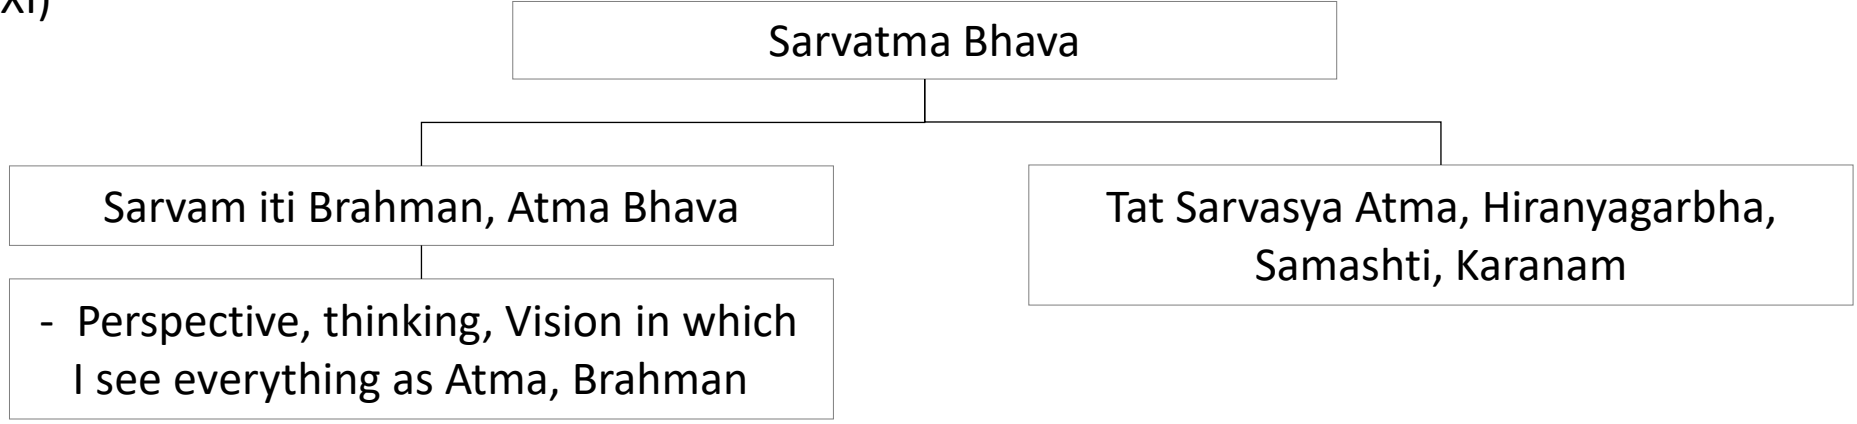 XI)
Sarvatma Bhava
Sarvam iti Brahman, Atma Bhava
- Perspective, thinking, Vision in which
I see everything as Atma, Brahman
Tat Sarvasya Atma, Hiranyagarbha,
Samashti, Karanam